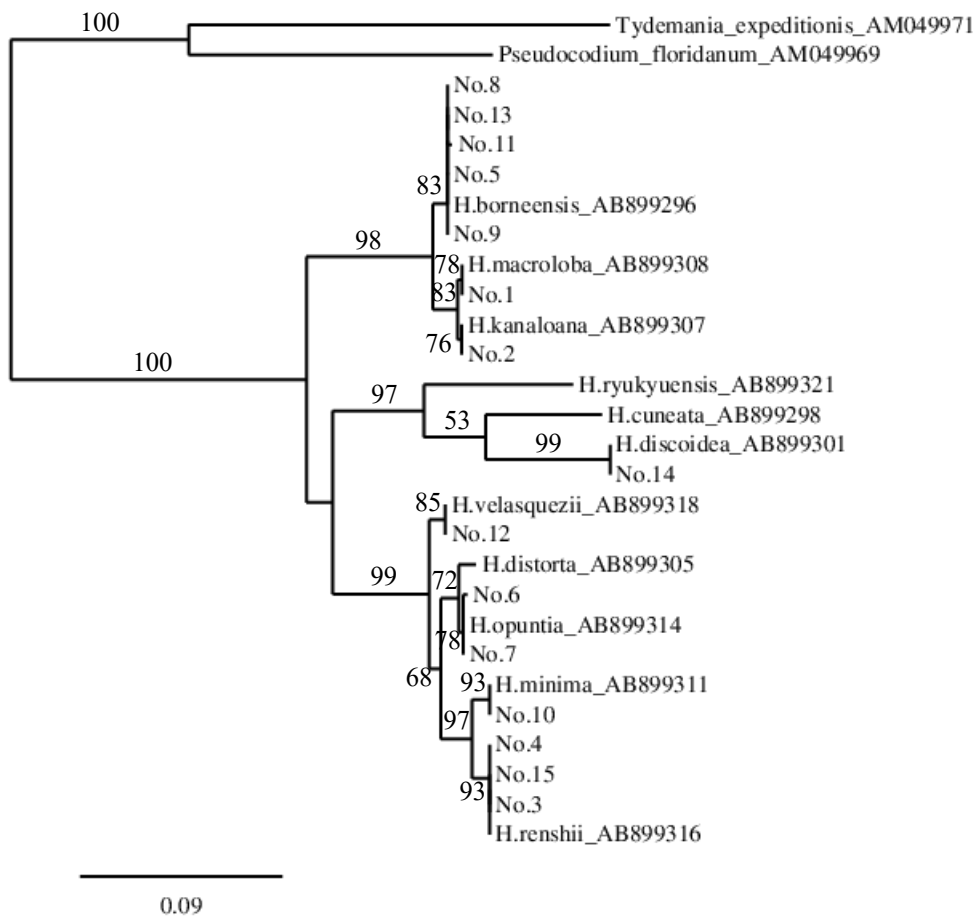 100
Tydemania_expeditionis_AM049971
Pseudocodium_floridanum_AM049969
No.8
No.13
No.11
No.5
83
H.borneensis_AB899296
No.9
98
78
H.macroloba_AB899308
83
No.1
H.kanaloana_AB899307
76
No.2
100
H.ryukyuensis_AB899321
97
H.cuneata_AB899298
53
H.discoidea_AB899301
99
No.14
85
H.velasquezii_AB899318
No.12
H.distorta_AB899305
99
72
No.6
H.opuntia_AB899314
78
No.7
68
93
H.minima_AB899311
97
No.10
No.4
No.15
93
No.3
H.renshii_AB899316
0.09